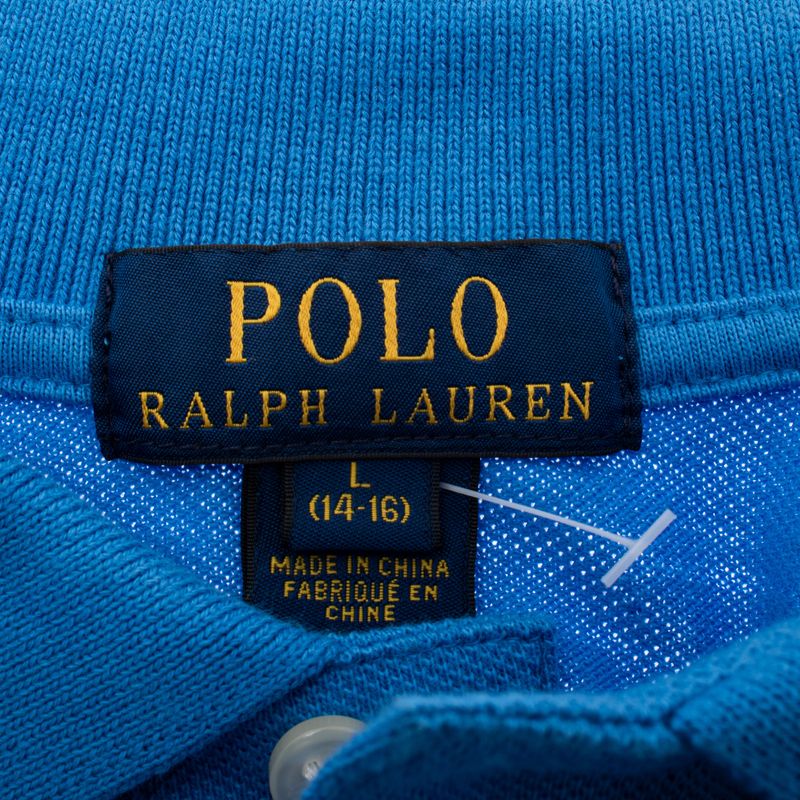 POLO
RALPH LAUREN
L
(14-16)
MADE IN CHINA
FABRIQUÉ EN
CHINE